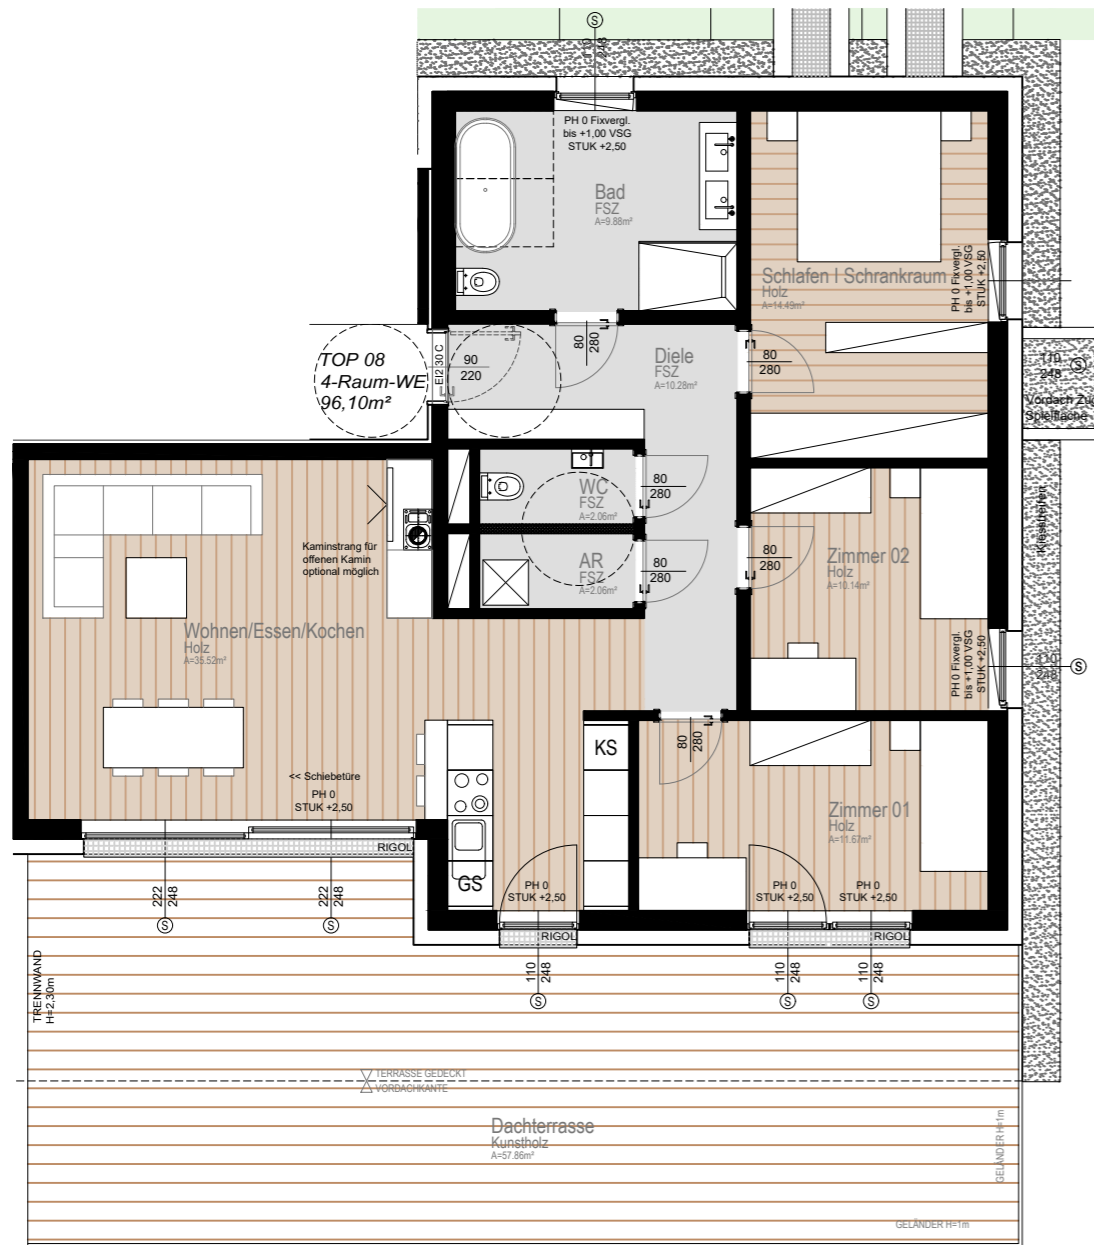 S
110
248
PH 0 Fixvergl.
bis +1,00 VSG
STUK +2,50
Bad
FSZ
A=9.88m²
Schlafen I Schrankraum
Holz
A=14.49m²
PH 0 Fixvergl.
bis +1,00 VSG
STUK +2,50
80
280
TOP 08
4-Raum-WE
96,10m²
EI2 30 C
90
220
Diele
FSZ
A=10.28m²
80
280
110
248
S
Vordach Zug
Spielfläche
WC
FSZ
A=2.06m²
80
280
Kaminstrang für
offenen Kamin
optional möglich
AR
FSZ
A=2.06m²
80
280
80
280
Zimmer 02
Holz
A=10.14m²
Kiesstreifen
Wohnen/Essen/Kochen
Holz
A=35.52m²
PH 0 Fixvergl.
bis +1,00 VSG
STUK +2,50
110
248
S
KS
80
280
<< Schiebetüre
PH 0
STUK +2,50
Zimmer 01
Holz
A=11.67m²
RIGOL
GS
PH 0
STUK +2,50
PH 0
STUK +2,50
PH 0
STUK +2,50
222
248
S
222
248
S
RIGOL
RIGOL
110
248
S
110
248
S
110
248
S
TRENNWAND
H=2,30m
TERRASSE GEDECKT
VORDACHKANTE
Dachterrasse
Kunstholz
A=57.86m²
GELÄNDER H=1m
GELÄNDER H=1m